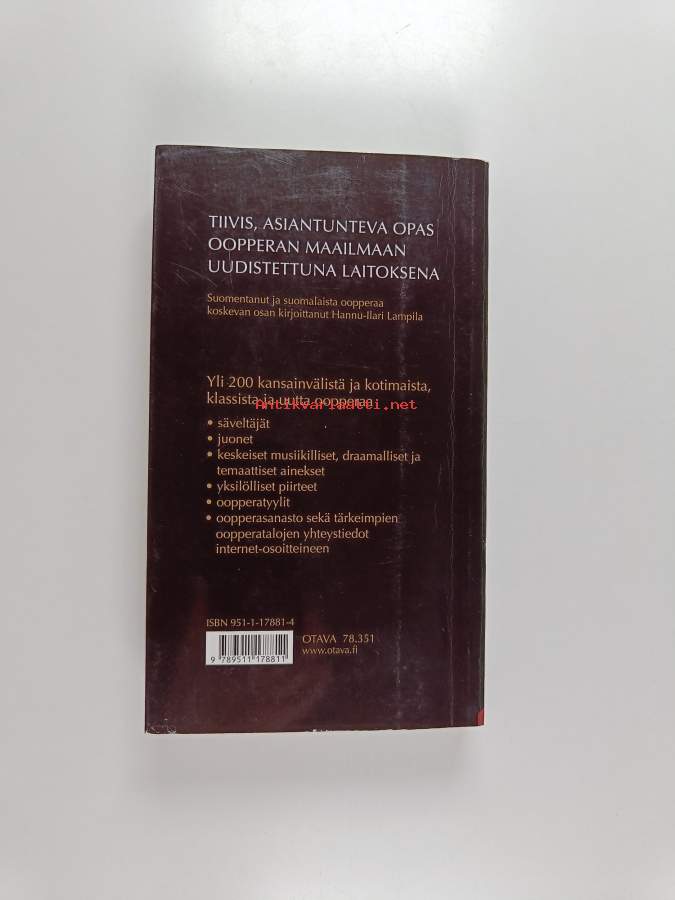 TIIVIS, ASIANTUNTEVA OPAS
OOPPERAN MAAILMAAN
UUDISTETTUNA LAITOKSENA
Suomentanut ja suomalaista oopperaa
koskevan osan kirjoittanut Hannu-Ilari Lampila
Yli 200 kansainvälistä ja kotimaista,
klassista ja uutta oopperaa
Antikvariaatti.net
• säveltäjät
• juonet
• keskeiset musiikilliset, draamalliset ja
temaattiset ainekset
• yksilölliset piirteet
• oopperatyylit
• oopperasanasto sekä tärkeimpien
oopperatalojen yhteystiedot
internet-osoitteineen
ISBN 951-1-17881-4
9 789511 178811
OTAVA 78.351
www.otava.fi